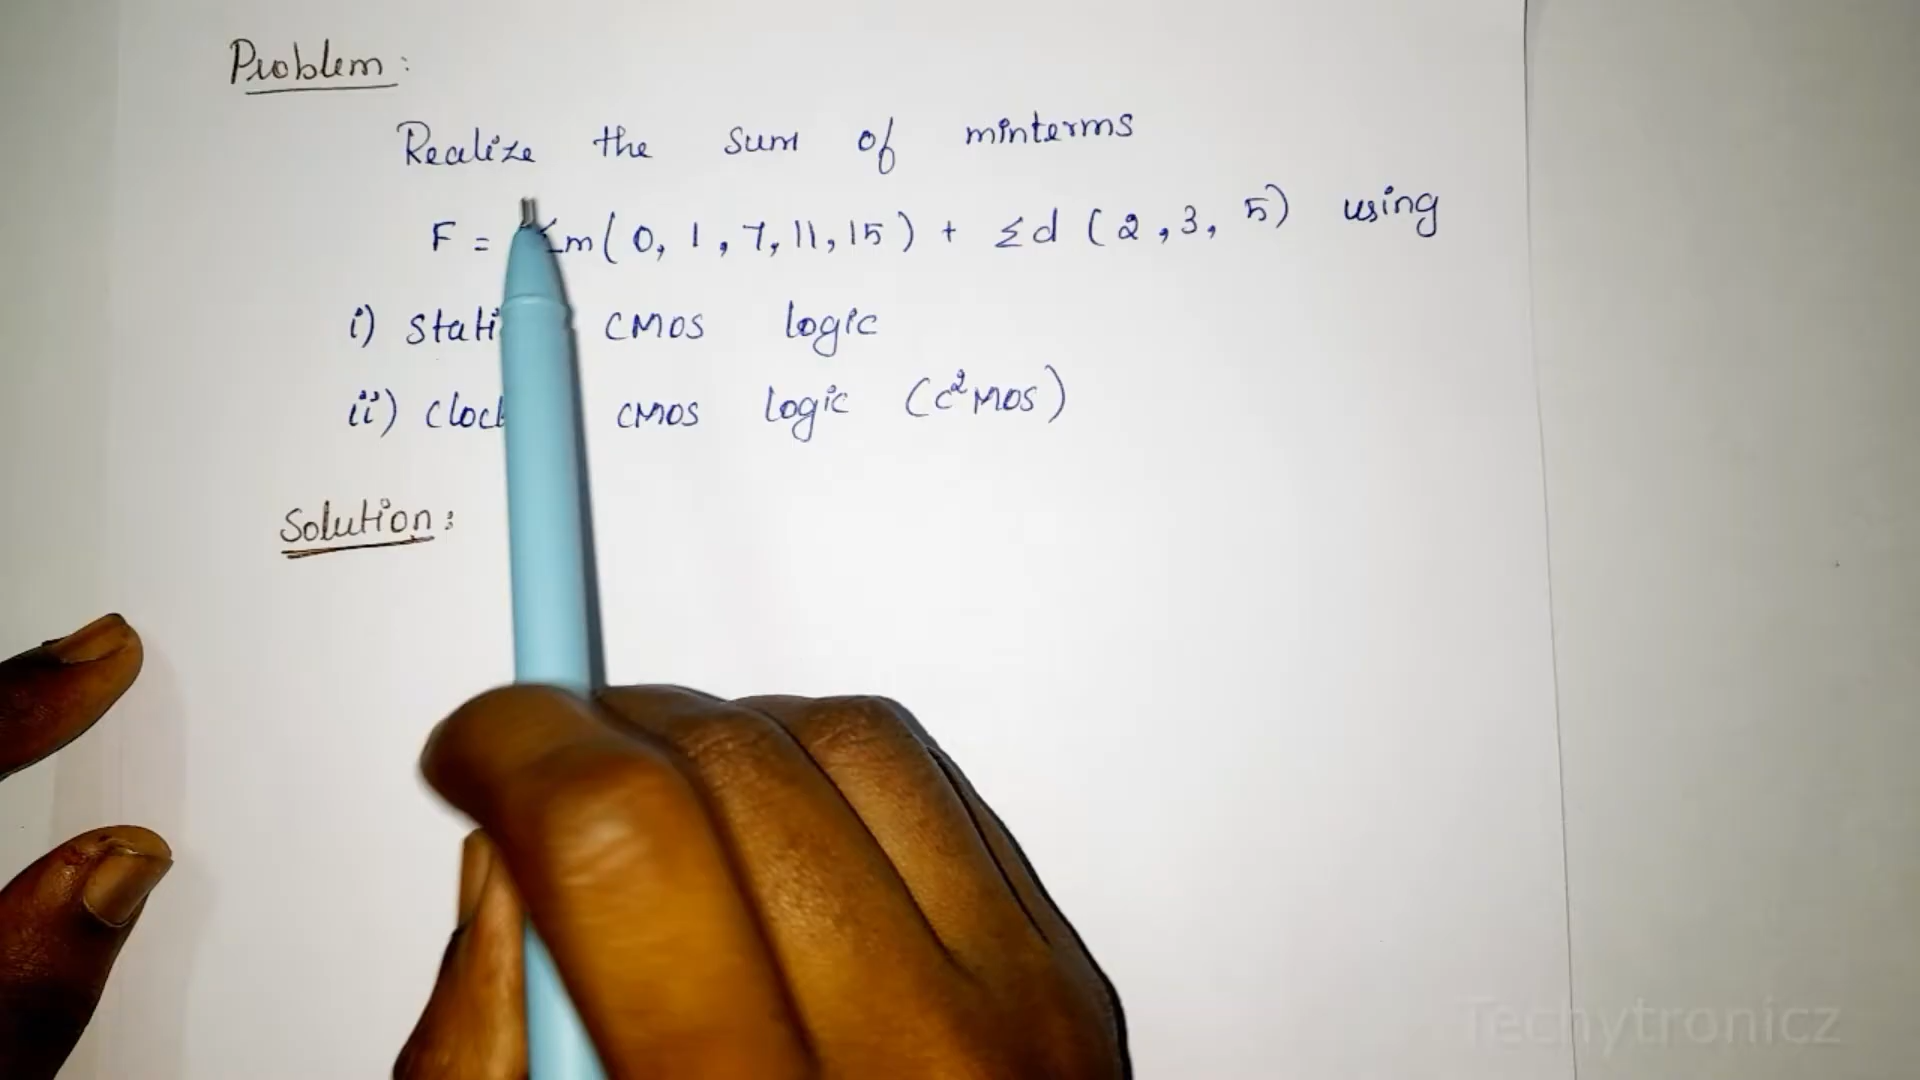 Problem:
Realize the sum of minterms
F = Σm(0, 1, 7, 11, 15) + Σd (2, 3, 5) using
i) CMOS logic
ii) CMOS logic (C²MOS)
Solution:
Techytronicz